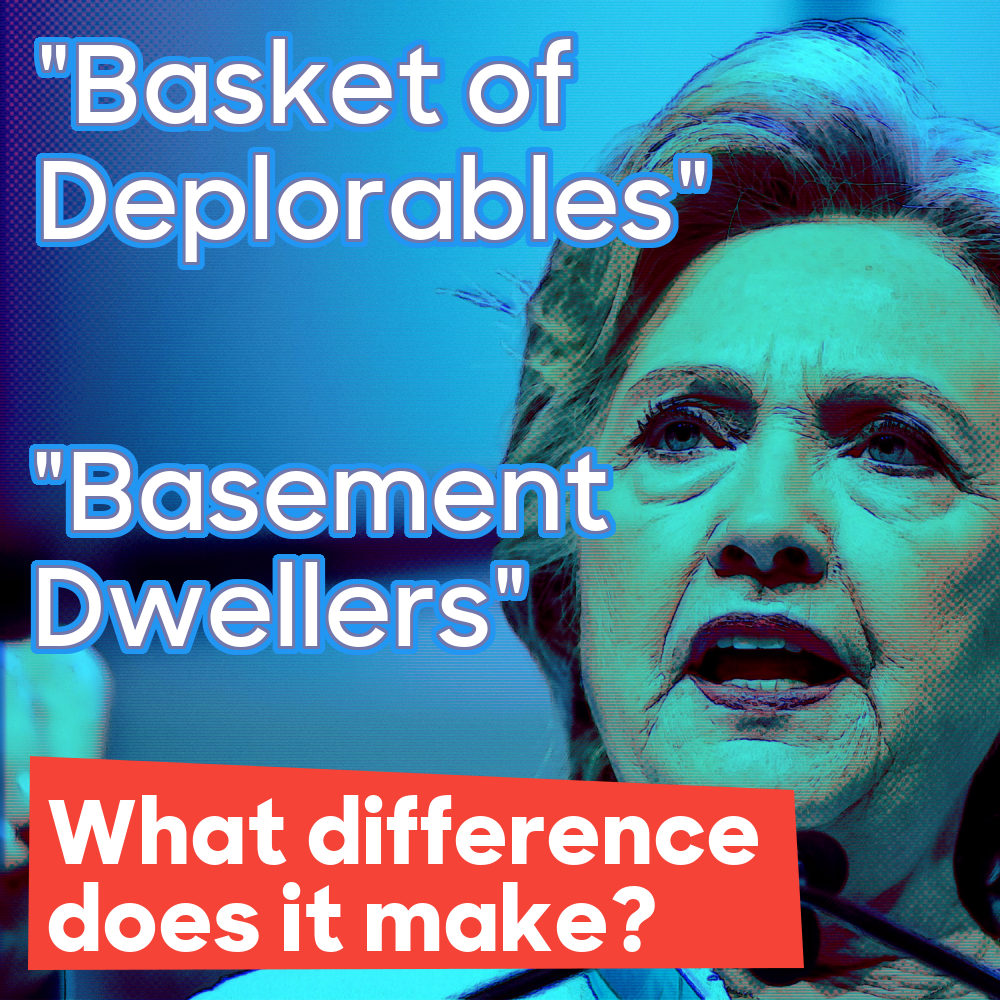 "Basket of
Deplorables"
"Basement
Dwellers"
What difference
does it make?